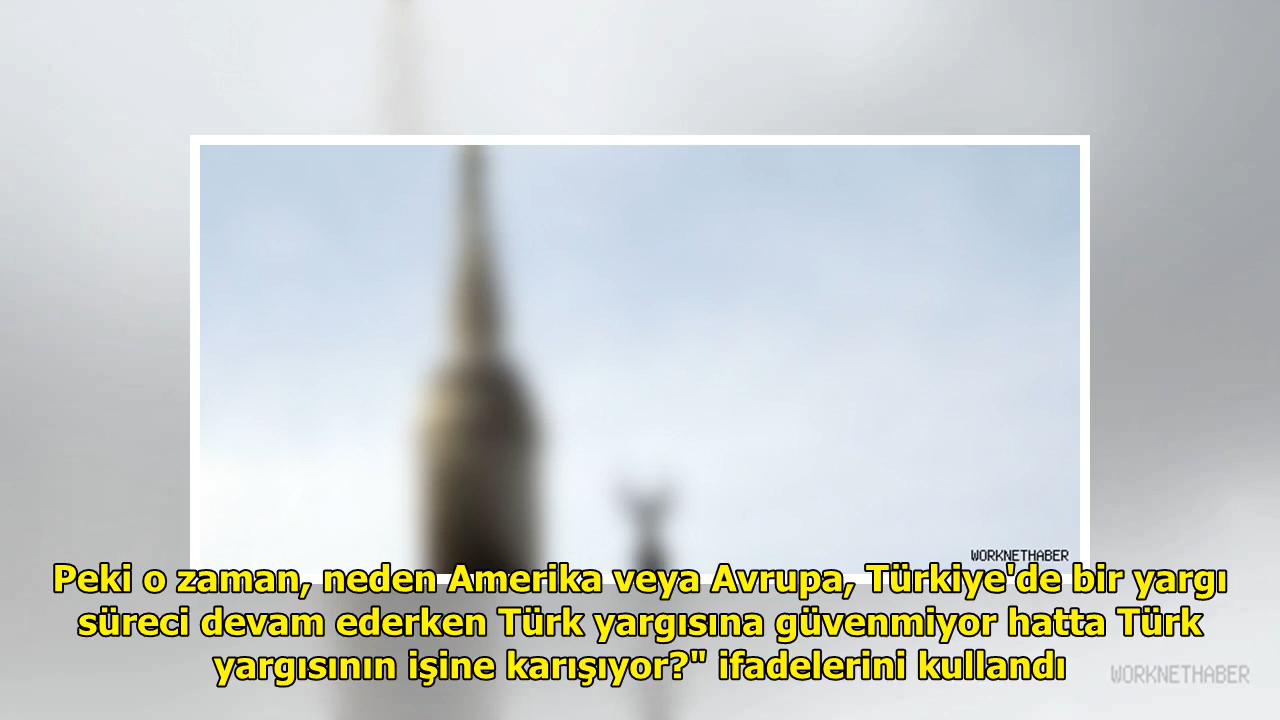 WORKNETHABER
Peki o zaman, neden Amerika veya Avrupa, Türkiye'de bir yargı
süreci devam ederken Türk yargısına güvenmiyor hatta Türk
yargısının işine karışıyor?" ifadelerini kullandı
WORKNETHABER